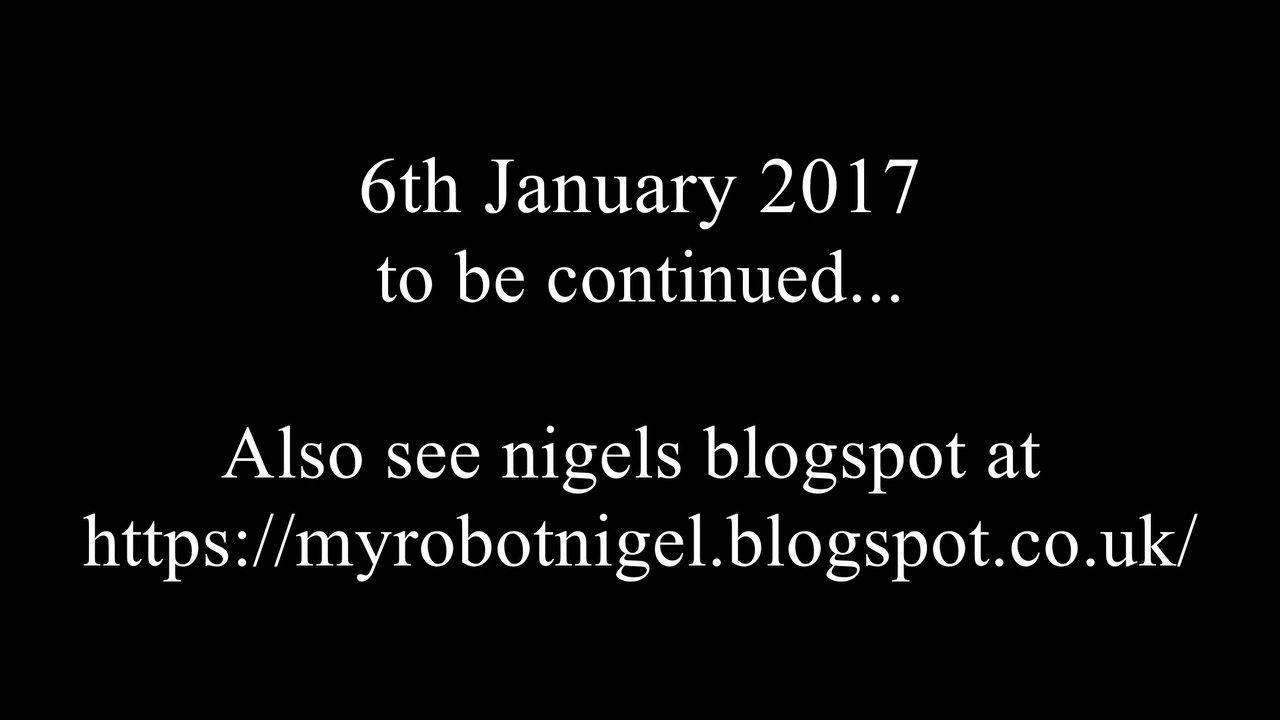 6th January 2017
to be continued...
Also see nigels blogspot at
https://myrobotnigel.blogspot.co.uk/